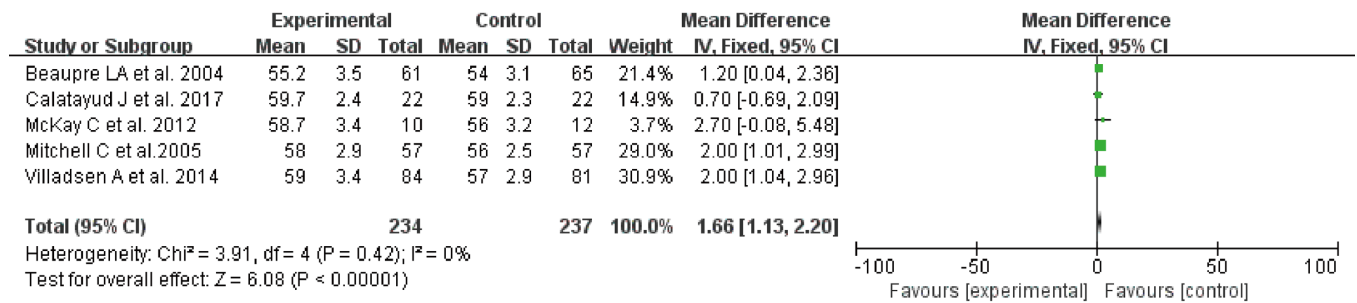 Experimental Control Mean Difference Mean Difference
Study or Subgroup Mean SD Total Mean SD Total Weight IV, Fixed, 95% CI IV, Fixed, 95% CI
Beaupre LA et al. 2004 55.2 3.5 61 54 3.1 65 21.4% 1.20 [0.04, 2.36]
Calatayud J et al. 2017 59.7 2.4 22 59 2.3 22 14.9% 0.70 [-0.69, 2.09]
McKay C et al. 2012 58.7 3.4 10 56 3.2 12 3.7% 2.70 [-0.08, 5.48]
Mitchell C et al.2005 58 2.9 57 56 2.5 57 29.0% 2.00 [1.01, 2.99]
Villadsen A et al. 2014 59 3.4 84 57 2.9 81 30.9% 2.00 [1.04, 2.96]
Total (95% CI) 234 237 100.0% 1.66 [1.13, 2.20]
Heterogeneity: Chi² = 3.91, df = 4 (P = 0.42); I² = 0%
Test for overall effect: Z = 6.08 (P < 0.00001)
-100 -50 0 50 100
Favours [experimental] Favours [control]